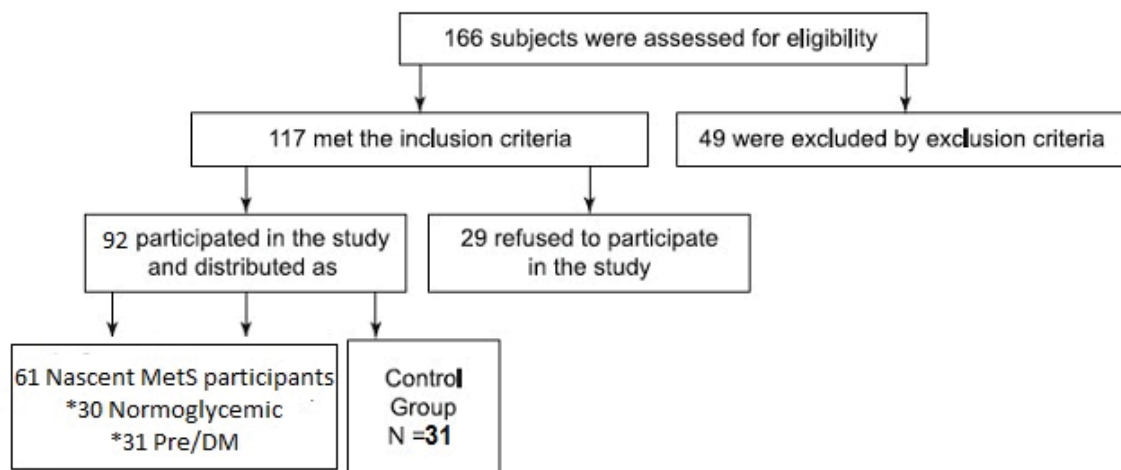 166 subjects were assessed for eligibility
117 met the inclusion criteria
49 were excluded by exclusion criteria
92 participated in the study
and distributed as
29 refused to participate
in the study
61 Nascent MetS participants
*30 Normoglycemic
*31 Pre/DM
Control
Group
N =31